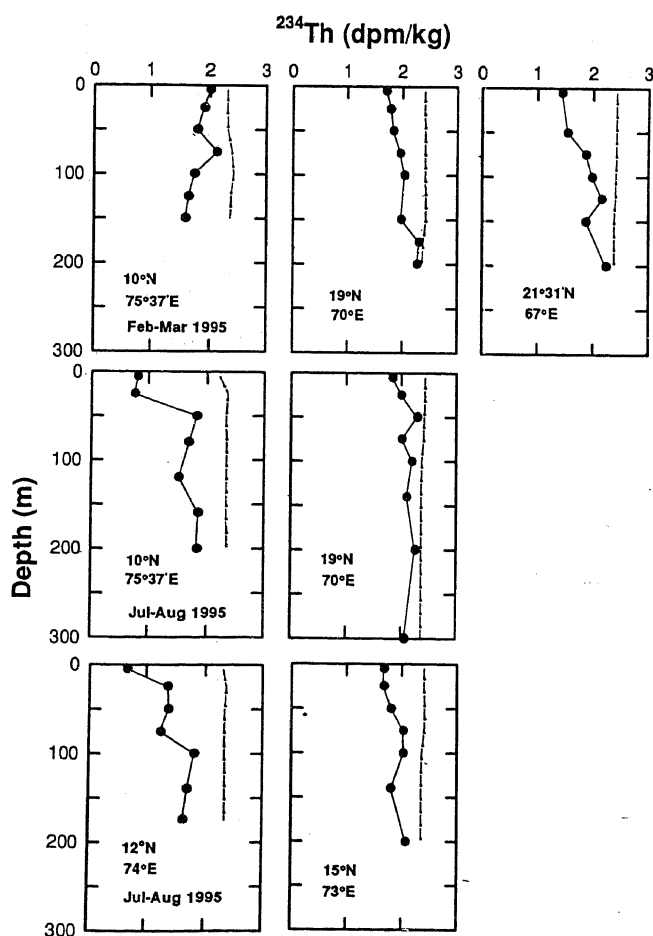 ²³⁴Th (dpm/kg)
0 1 2 3 0 1 2 3 0 1 2 3
0
100
200
300
10°N
75°37'E
Feb-Mar 1995
19°N
70°E
21°31'N
67°E
Depth (m)
0
100
200
300
10°N
75°37'E
Jul-Aug 1995
19°N
70°E
0
100
200
300
12°N
74°E
Jul-Aug 1995
15°N
73°E